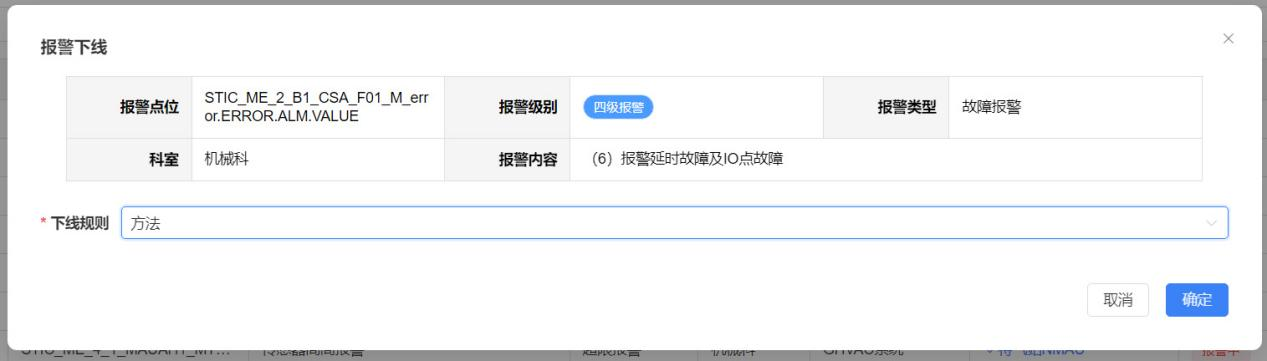 报警下线
报警点位
STIC_ME_2_B1_CSA_F01_M_err
or.ERROR.ALM.VALUE
报警级别
四级报警
报警类型
故障报警
科室
机械科
报警内容
（6）报警延时故障及IO点故障
* 下线规则
方法
取消
确定